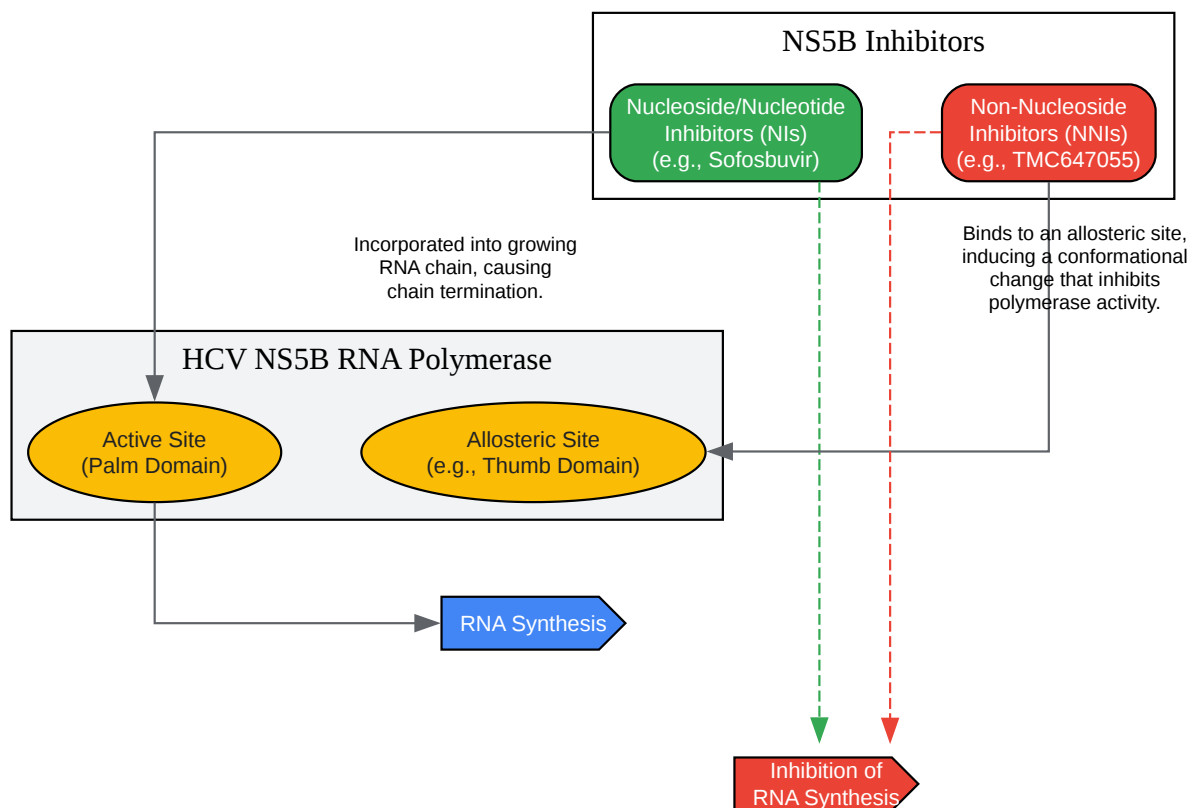 NS5B Inhibitors
Nucleoside/Nucleotide
Inhibitors (NIs)
(e.g., Sofosbuvir)
Non-Nucleoside
Inhibitors (NNIs)
(e.g., TMC647055)
Incorporated into growing
RNA chain, causing
chain termination.
Binds to an allosteric site,
inducing a conformational
change that inhibits
polymerase activity.
HCV NS5B RNA Polymerase
Active Site
(Palm Domain)
Allosteric Site
(e.g., Thumb Domain)
RNA Synthesis
Inhibition of
RNA Synthesis